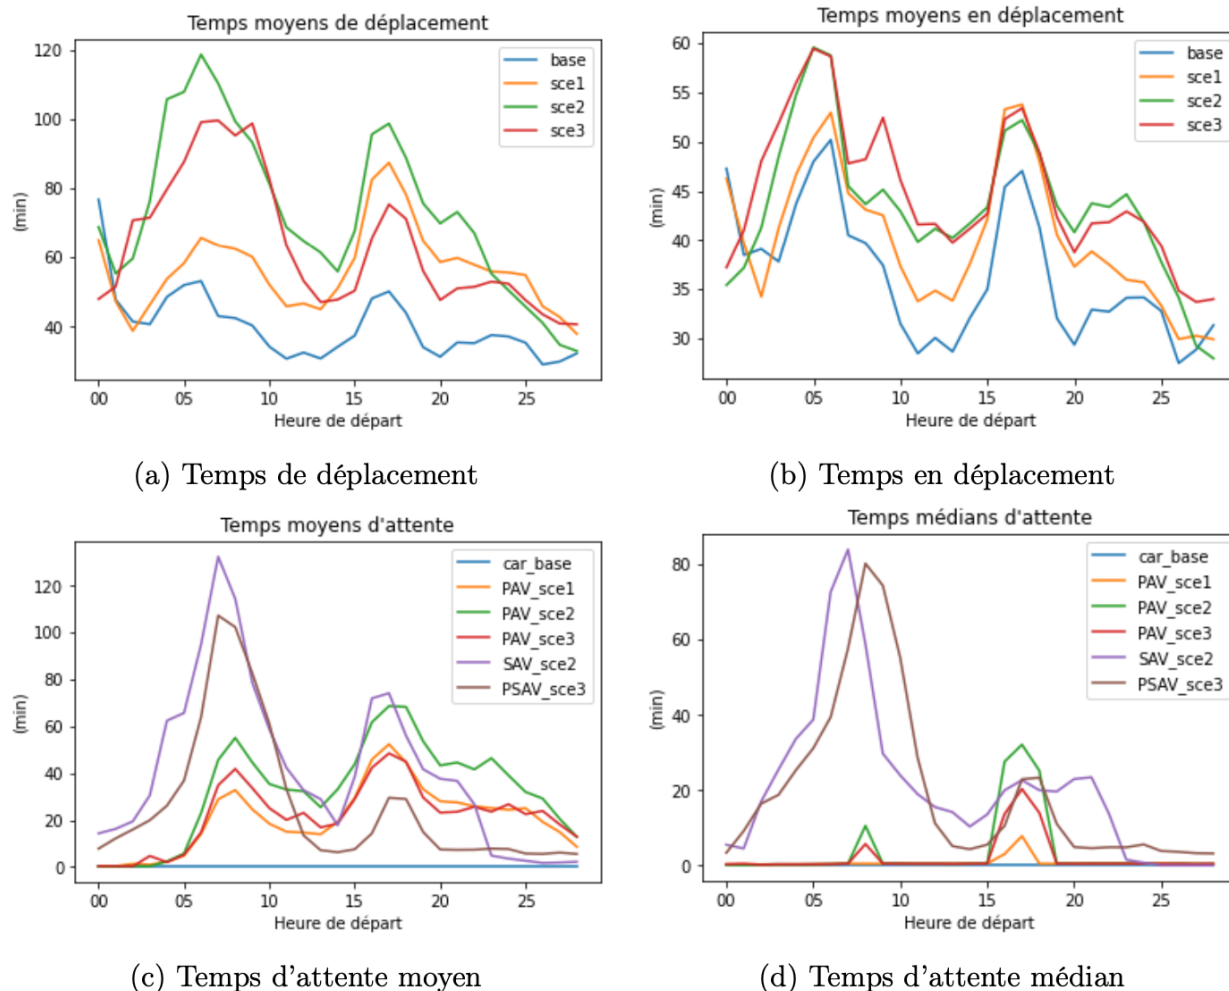 Temps moyens de déplacement
120
100
80
60
40
(min)
base
sce1
sce2
sce3
00 05 10 15 20 25
Heure de départ
(a) Temps de déplacement
Temps moyens en déplacement
60
55
50
45
40
35
30
(min)
base
sce1
sce2
sce3
00 05 10 15 20 25
Heure de départ
(b) Temps en déplacement
Temps moyens d'attente
120
100
80
60
40
20
0
(min)
car_base
PAV_sce1
PAV_sce2
PAV_sce3
SAV_sce2
PSAV_sce3
00 05 10 15 20 25
Heure de départ
(c) Temps d'attente moyen
Temps médians d'attente
80
60
40
20
0
(min)
car_base
PAV_sce1
PAV_sce2
PAV_sce3
SAV_sce2
PSAV_sce3
00 05 10 15 20 25
Heure de départ
(d) Temps d'attente médian